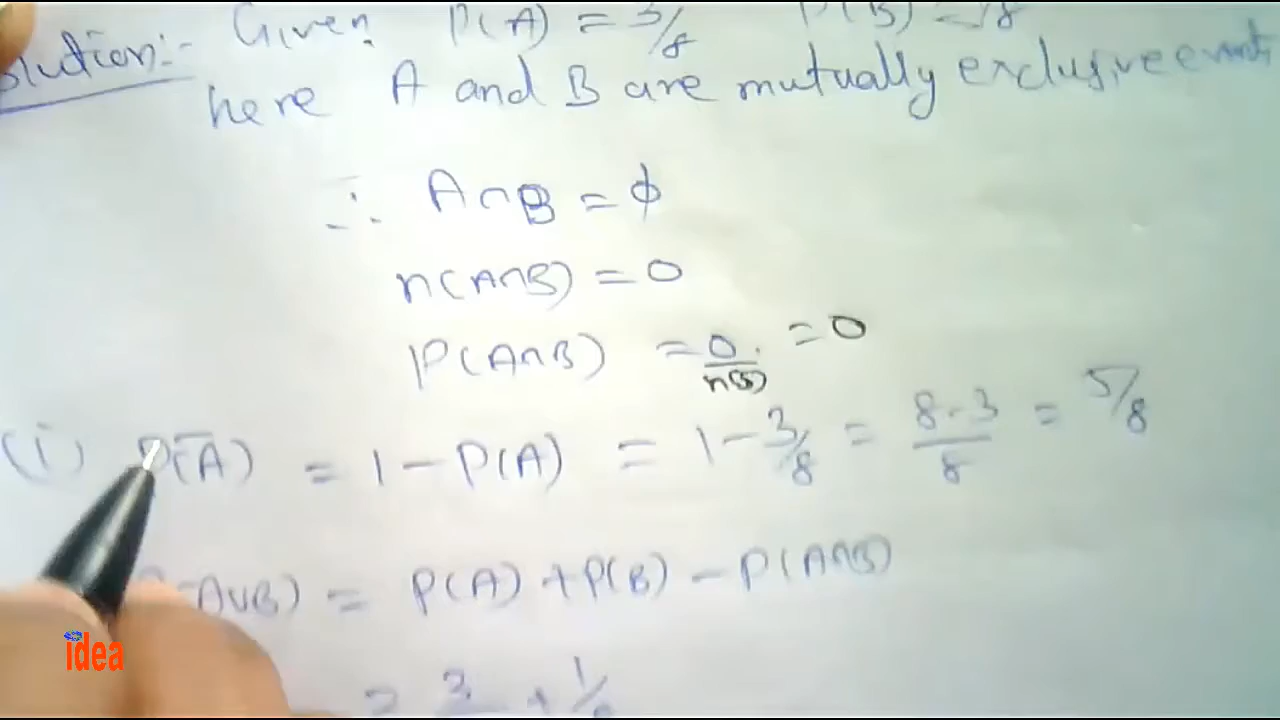 Given P(A) = 3/8
here A and B are mutually exclusive events
∴ A∩B = ϕ
n(A∩B) = 0
P(A∩B) = 0/n(S) = 0
(i) P(A̅) = 1 - P(A) = 1 - 3/8 = 8-3/8 = 5/8
(A∪B) = P(A) + P(B) - P(A∩B)
idea